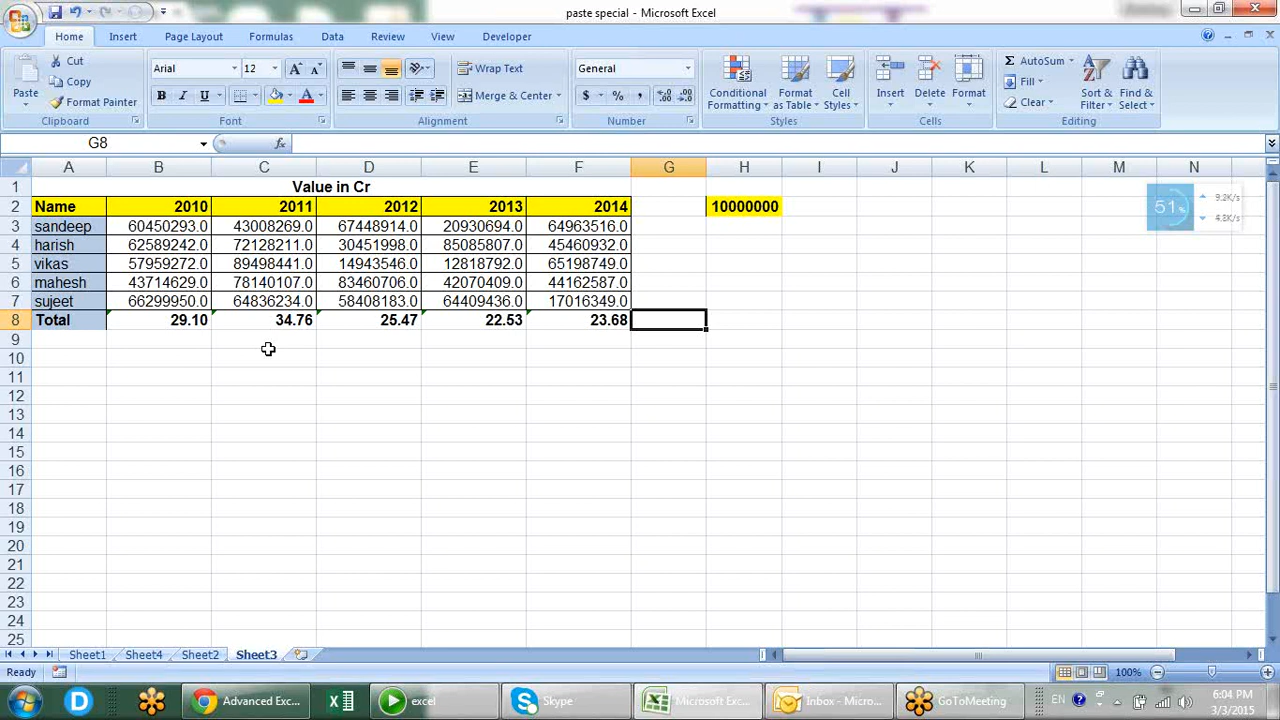 paste special - Microsoft Excel
Home Insert Page Layout Formulas Data Review View Developer
Paste
Cut
Copy
Format Painter
Clipboard
Arial 12
B I U
Font
Wrap Text
Merge & Center
Alignment
General
$ % ,
Number
Conditional Formatting
Format as Table
Cell Styles
Styles
Insert Delete Format
Cells
AutoSum
Fill
Clear
Sort & Filter
Find & Select
Editing
G8 fx
A B C D E F G H I J K L M N
1 Value in Cr
2 Name 2010 2011 2012 2013 2014 10000000
3 sandeep 60450293.0 43008269.0 67448914.0 20930694.0 64963516.0
4 harish 62589242.0 72128211.0 30451998.0 85085807.0 45460932.0
5 vikas 57959272.0 89498441.0 14943546.0 12818792.0 65198749.0
6 mahesh 43714629.0 78140107.0 83460706.0 42070409.0 44162587.0
7 sujeet 66299950.0 64836234.0 58408183.0 64409436.0 17016349.0
8 Total 29.10 34.76 25.47 22.53 23.68
9
10
11
12
13
14
15
16
17
18
19
20
21
22
23
24
25
51%
Sheet1 Sheet4 Sheet2 Sheet3
Ready 100%
Advanced Exc...
excel
Skype
Microsoft Exc...
Inbox - Micro...
GoToMeeting
EN
6:04 PM
3/3/2015